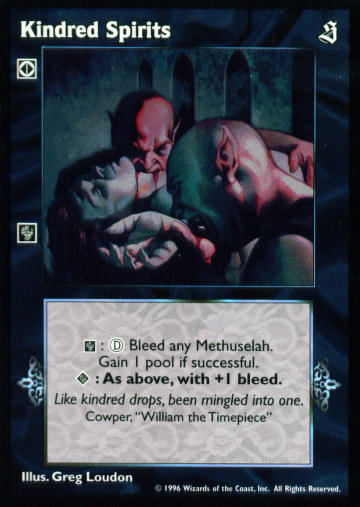 Kindred Spirits
: D Bleed any Methuselah.
Gain 1 pool if successful.
: As above, with +1 bleed.
Like kindred drops, been mingled into one.
Cowper, "William the Timepiece"
Illus. Greg Loudon
© 1996 Wizards of the Coast, Inc. All Rights Reserved.